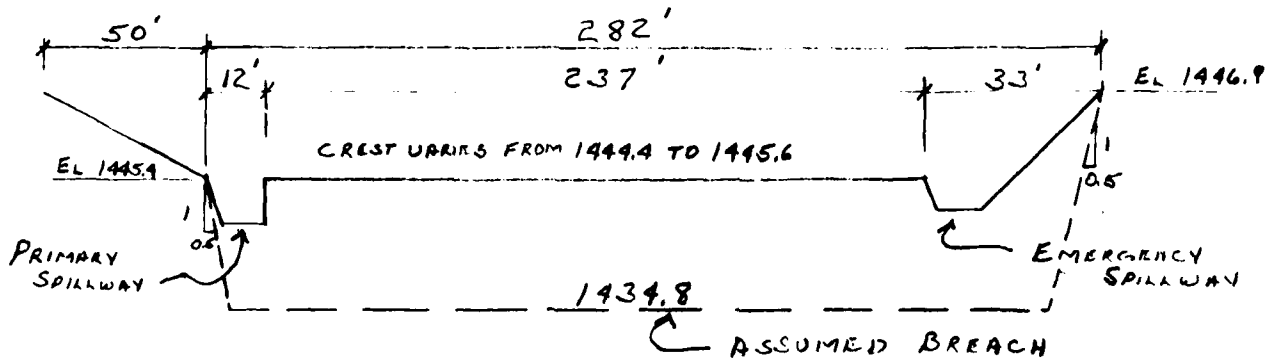 50' 282'
12' 237' 33' EL 1446.9
CREST VARIES FROM 1444.4 TO 1445.6
EL 1445.4
1
0.5
1
0.5
PRIMARY
SPILLWAY
EMERGENCY
SPILLWAY
1434.8
ASSUMED BREACH